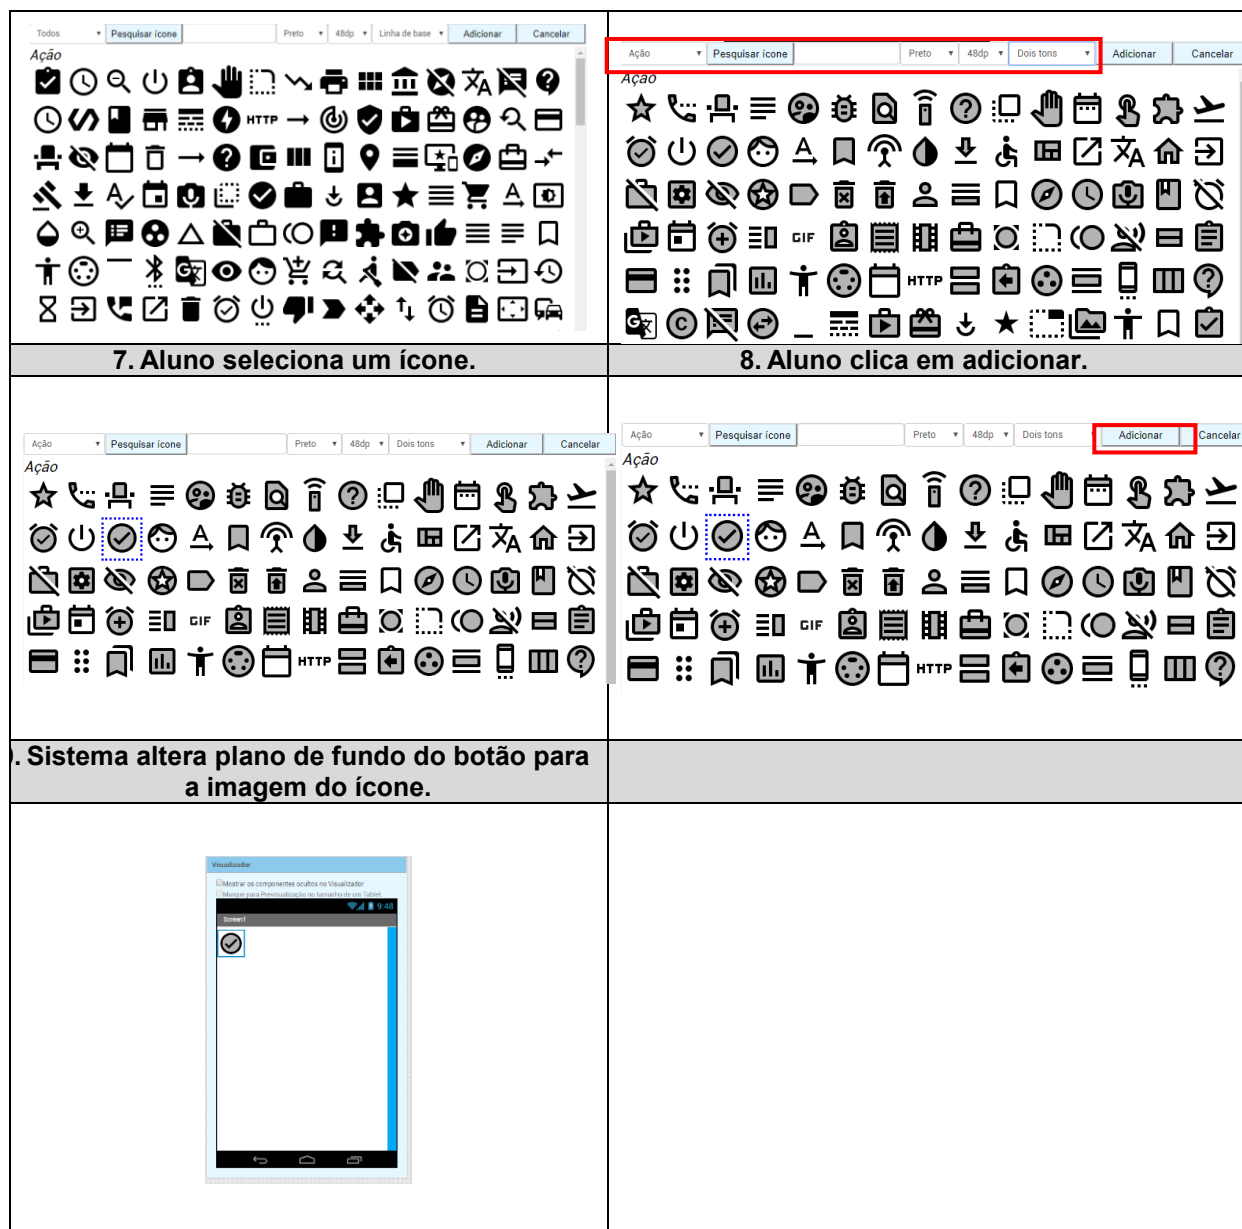 Todos Pesquisar ícone Preto 48dp Linha de base Adicionar Cancelar
Ação
HTTP
Ação Pesquisar ícone Preto 48dp Dois tons Adicionar Cancelar
Ação
GIF
HTTP
7. Aluno seleciona um ícone.
8. Aluno clica em adicionar.
Ação Pesquisar ícone Preto 48dp Dois tons Adicionar Cancelar
Ação
GIF
HTTP
Ação Pesquisar ícone Preto 48dp Dois tons Adicionar Cancelar
Ação
GIF
HTTP
. Sistema altera plano de fundo do botão para
a imagem do ícone.
Visualizador
Mostrar os componentes ocultos no Visualizador
Marque para Previsualização no tamanho de um Tablet
9:48
Screen1